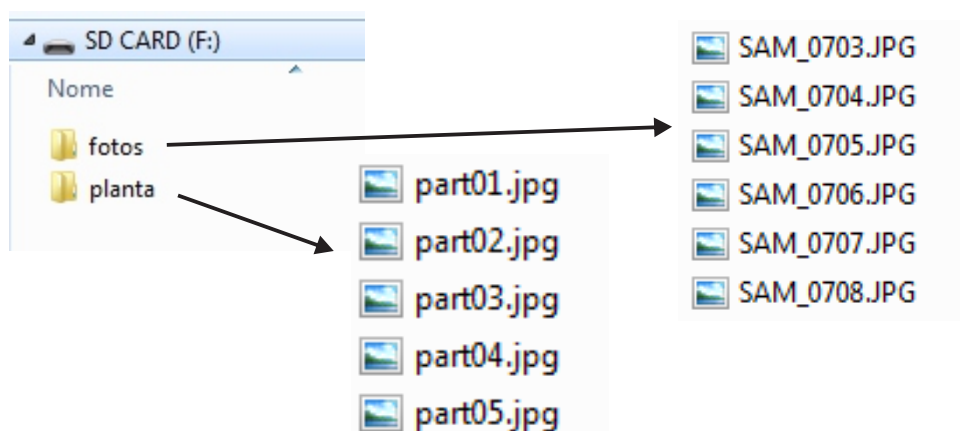 SD CARD (F:)
Nome
fotos
planta
part01.jpg
part02.jpg
part03.jpg
part04.jpg
part05.jpg
SAM_0703.JPG
SAM_0704.JPG
SAM_0705.JPG
SAM_0706.JPG
SAM_0707.JPG
SAM_0708.JPG